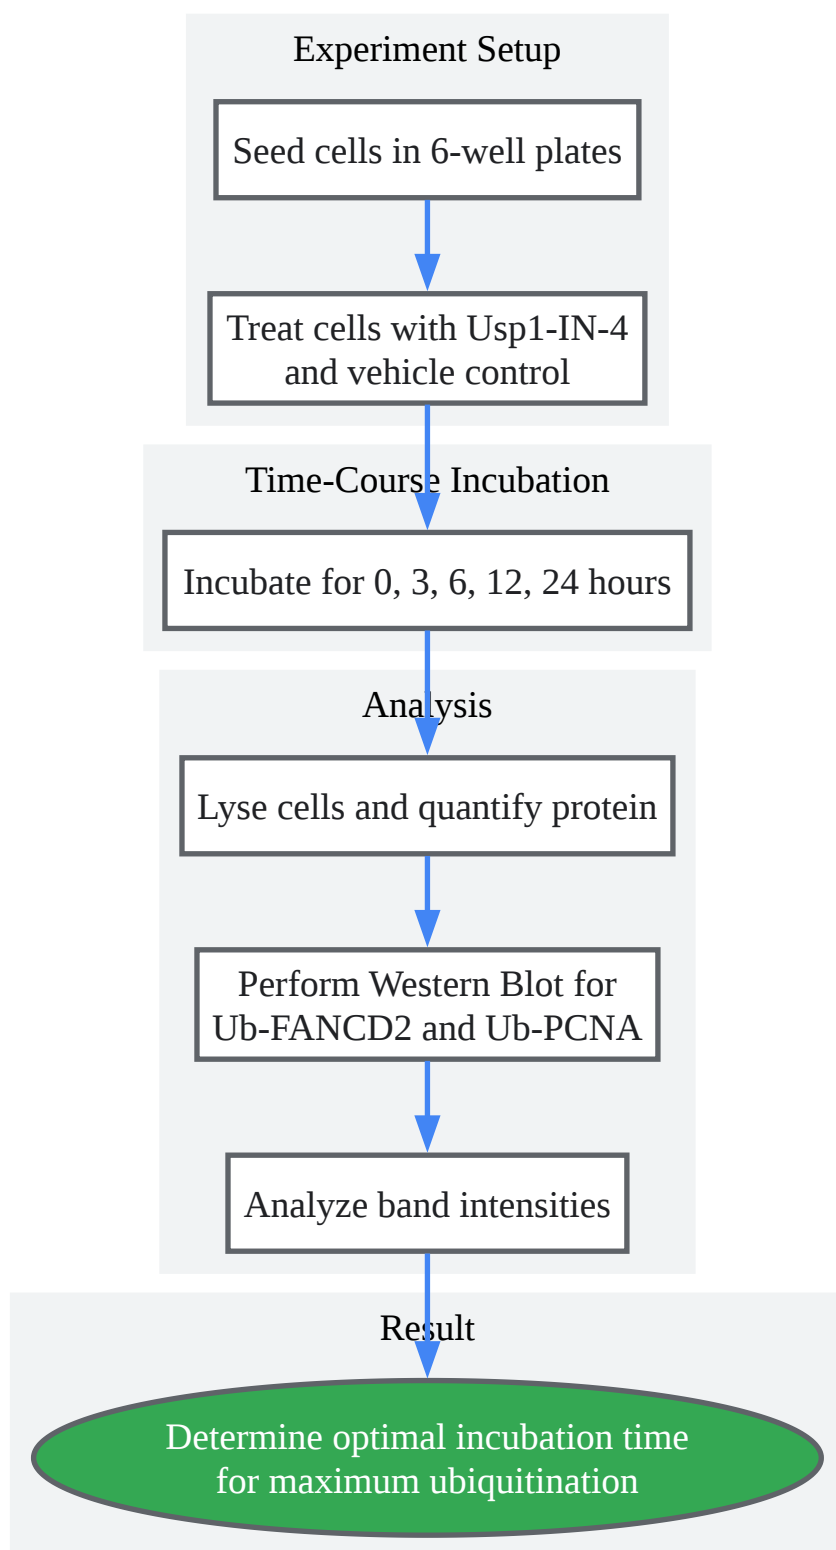 Experiment Setup
Seed cells in 6-well plates
Treat cells with Usp1-IN-4
and vehicle control
Time-Course Incubation
Incubate for 0, 3, 6, 12, 24 hours
Analysis
Lyse cells and quantify protein
Perform Western Blot for
Ub-FANCD2 and Ub-PCNA
Analyze band intensities
Result
Determine optimal incubation time
for maximum ubiquitination